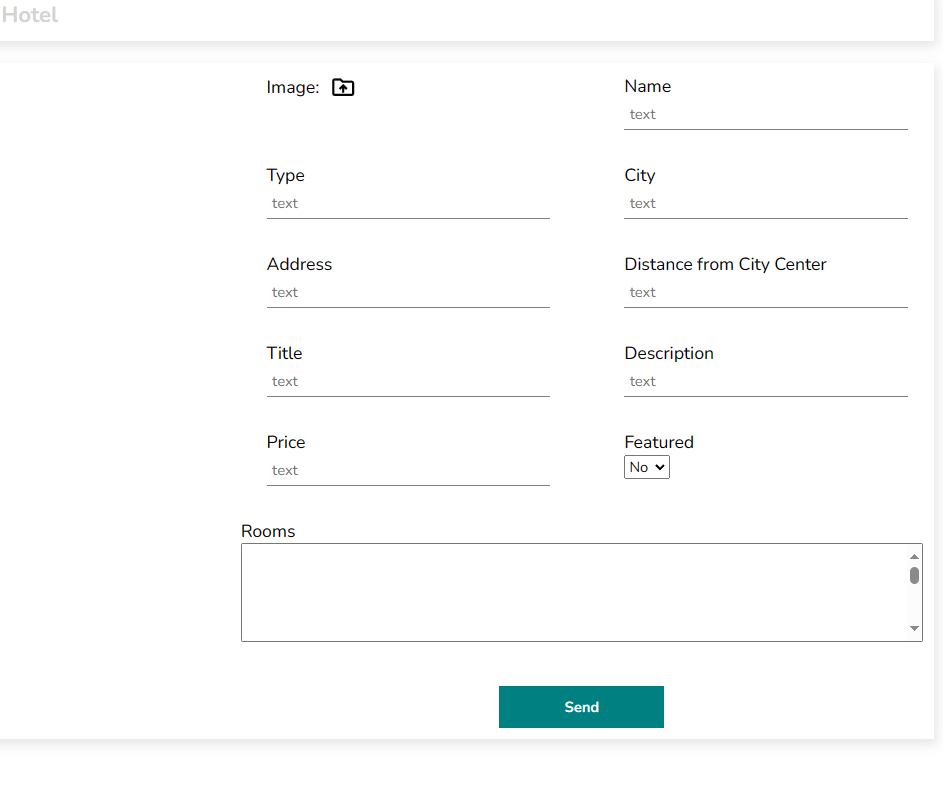 Hotel
Image:
Name
text
Type
City
text
text
Address
Distance from City Center
text
text
Title
Description
text
text
Price
Featured
text
No
Rooms
Send